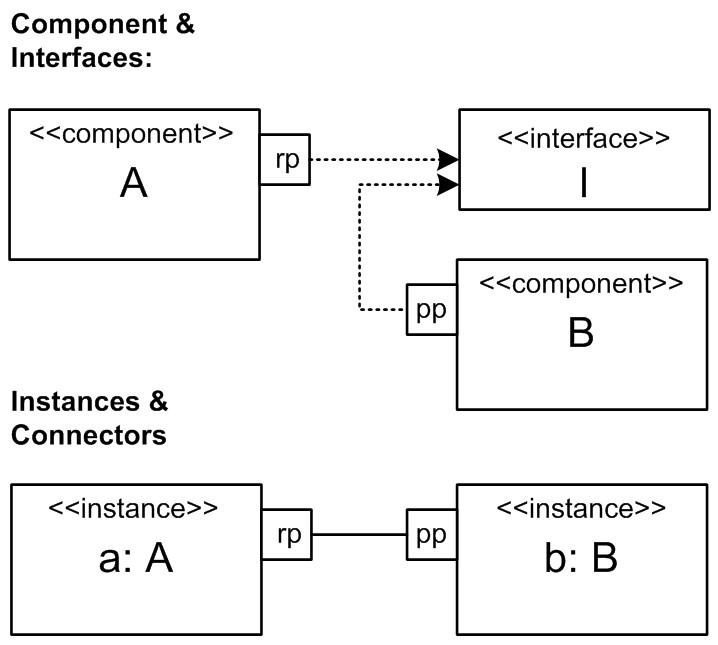 Component &
Interfaces:
<<component>>
A
rp
<<interface>>
I
<<component>>
B
pp
Instances &
Connectors
<<instance>>
a: A
rp
pp
<<instance>>
b: B